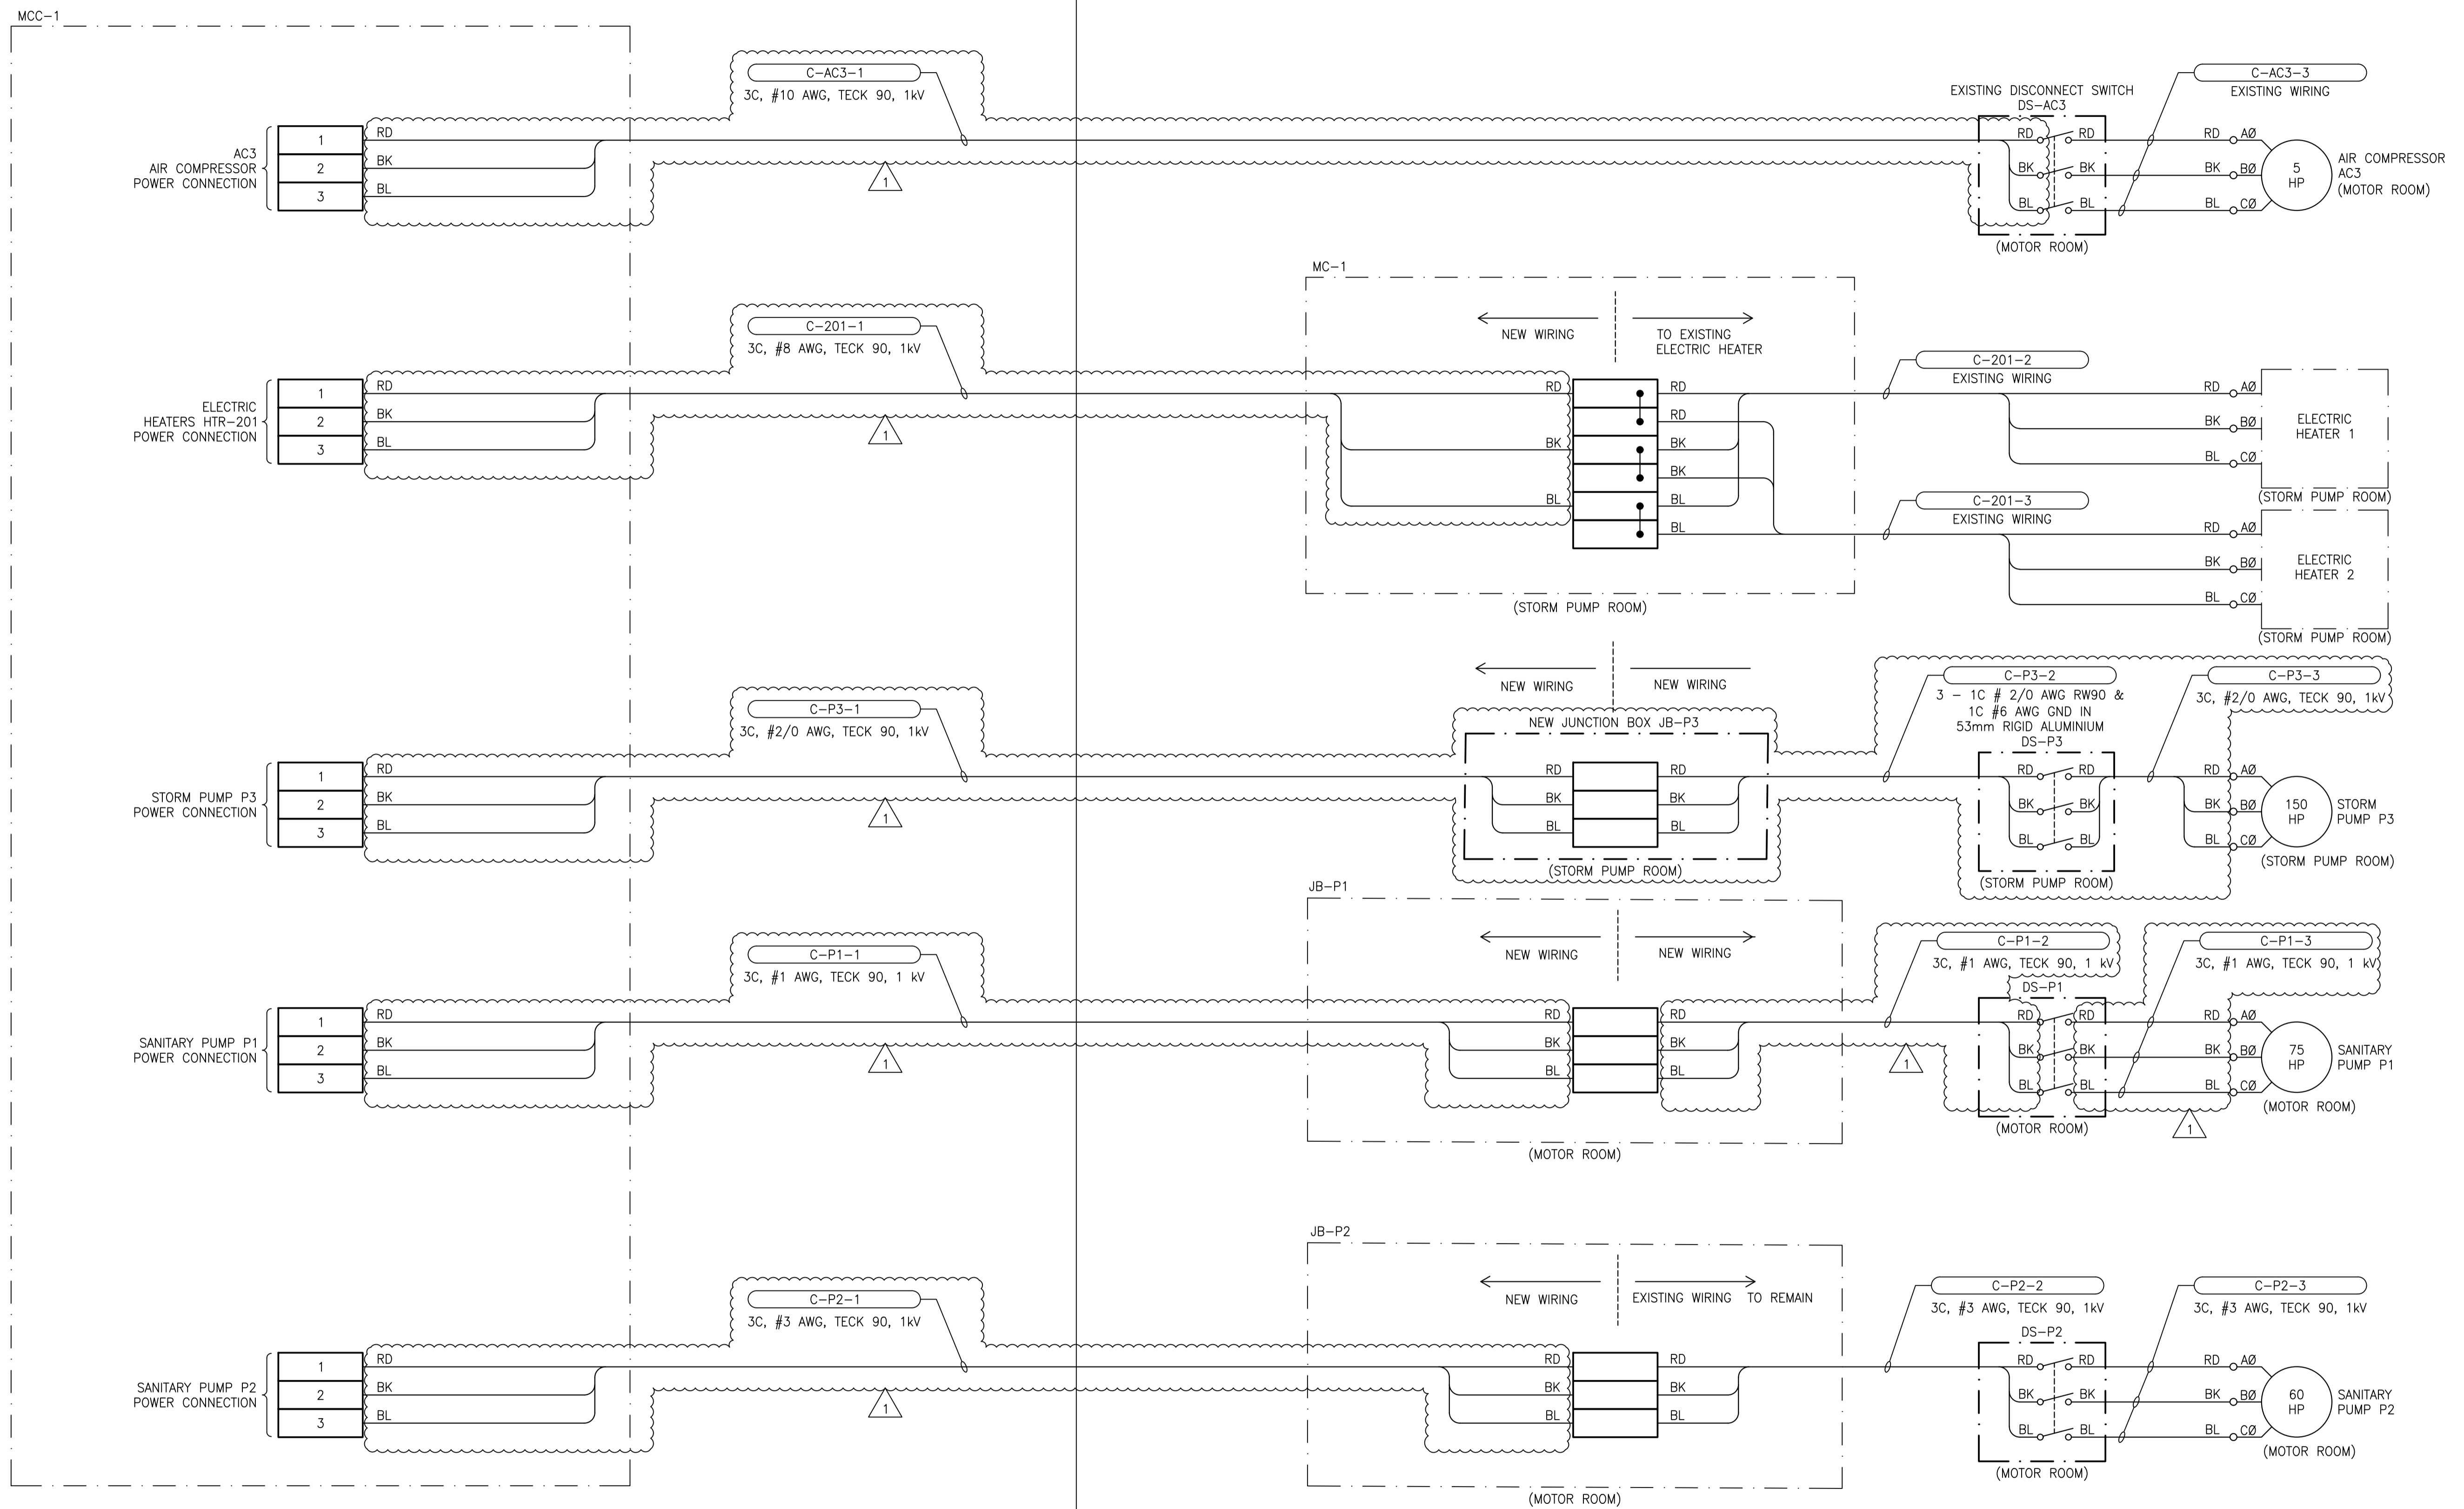 MCC-1
C-AC3-1
3C, #10 AWG, TECK 90, 1kV
AC3
AIR COMPRESSOR
POWER CONNECTION
1
2
3
RD
BK
BL
1
EXISTING DISCONNECT SWITCH
DS-AC3
RD
RD
BK
BK
BL
BL
(MOTOR ROOM)
C-AC3-3
EXISTING WIRING
RD
AØ
BK
BØ
BL
CØ
5
HP
AIR COMPRESSOR
AC3
(MOTOR ROOM)
C-201-1
3C, #8 AWG, TECK 90, 1kV
ELECTRIC
HEATERS HTR-201
POWER CONNECTION
1
2
3
RD
BK
BL
1
MC-1
NEW WIRING
TO EXISTING
ELECTRIC HEATER
RD
BK
BL
RD
RD
BK
BK
BL
BL
(STORM PUMP ROOM)
C-201-2
EXISTING WIRING
RD
AØ
BK
BØ
BL
CØ
ELECTRIC
HEATER 1
(STORM PUMP ROOM)
C-201-3
EXISTING WIRING
RD
AØ
BK
BØ
BL
CØ
ELECTRIC
HEATER 2
(STORM PUMP ROOM)
C-P3-1
3C, #2/0 AWG, TECK 90, 1kV
STORM PUMP P3
POWER CONNECTION
1
2
3
RD
BK
BL
1
NEW WIRING
NEW WIRING
NEW JUNCTION BOX JB-P3
RD
RD
BK
BK
BL
BL
(STORM PUMP ROOM)
C-P3-2
3 - 1C # 2/0 AWG RW90 &
1C #6 AWG GND IN
53mm RIGID ALUMINIUM
DS-P3
RD
RD
BK
BK
BL
BL
(STORM PUMP ROOM)
C-P3-3
3C, #2/0 AWG, TECK 90, 1kV
RD
AØ
BK
BØ
BL
CØ
150
HP
STORM
PUMP P3
(STORM PUMP ROOM)
C-P1-1
3C, #1 AWG, TECK 90, 1 kV
SANITARY PUMP P1
POWER CONNECTION
1
2
3
RD
BK
BL
1
JB-P1
NEW WIRING
NEW WIRING
RD
RD
BK
BK
BL
BL
(MOTOR ROOM)
C-P1-2
3C, #1 AWG, TECK 90, 1 kV
1
DS-P1
RD
RD
BK
BK
BL
BL
(MOTOR ROOM)
C-P1-3
3C, #1 AWG, TECK 90, 1 kV
1
RD
AØ
BK
BØ
BL
CØ
75
HP
SANITARY
PUMP P1
(MOTOR ROOM)
C-P2-1
3C, #3 AWG, TECK 90, 1kV
SANITARY PUMP P2
POWER CONNECTION
1
2
3
RD
BK
BL
1
JB-P2
NEW WIRING
EXISTING WIRING TO REMAIN
RD
RD
BK
BK
BL
BL
(MOTOR ROOM)
C-P2-2
3C, #3 AWG, TECK 90, 1kV
DS-P2
RD
RD
BK
BK
BL
BL
(MOTOR ROOM)
C-P2-3
3C, #3 AWG, TECK 90, 1kV
RD
AØ
BK
BØ
BL
CØ
60
HP
SANITARY
PUMP P2
(MOTOR ROOM)